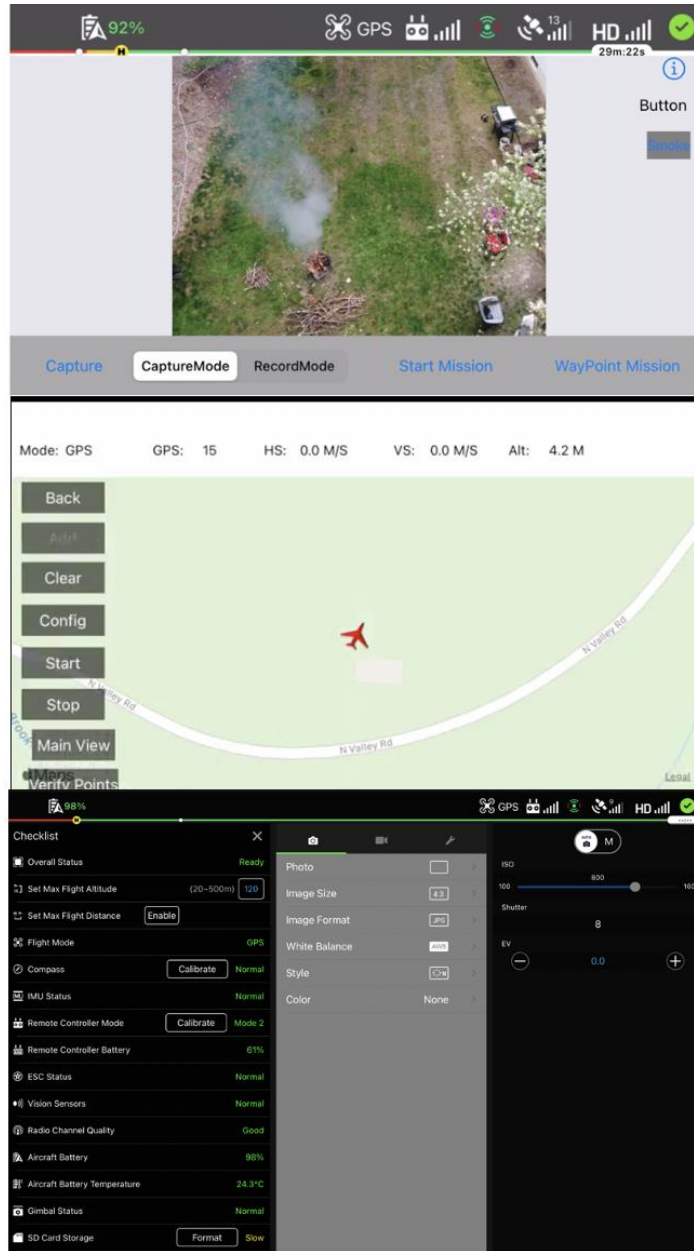 92%
GPS
13
HD
29m:22s
Button
Smoke
Capture
CaptureMode
RecordMode
Start Mission
WayPoint Mission
Mode: GPS GPS: 15 HS: 0.0 M/S VS: 0.0 M/S Alt: 4.2 M
Back
Add
Clear
Config
Start
Stop
Main View
Verify Points
N Valley Rd
N Valley Rd
N Valley Rd
Brook
Maps
Legal
98%
GPS
HD
Checklist
Overall Status Ready
Set Max Flight Altitude (20~500m) 120
Set Max Flight Distance Enable
Flight Mode GPS
Compass Calibrate Normal
IMU Status Normal
Remote Controller Mode Calibrate Mode 2
Remote Controller Battery 61%
ESC Status Normal
Vision Sensors Normal
Radio Channel Quality Good
Aircraft Battery 98%
Aircraft Battery Temperature 24.3°C
Gimbal Status Normal
SD Card Storage Format Slow
Photo
Image Size 4:3
Image Format JPG
White Balance AWB
Style
Color None
AUTO M
ISO
800
100 160
Shutter
8
EV
0.0